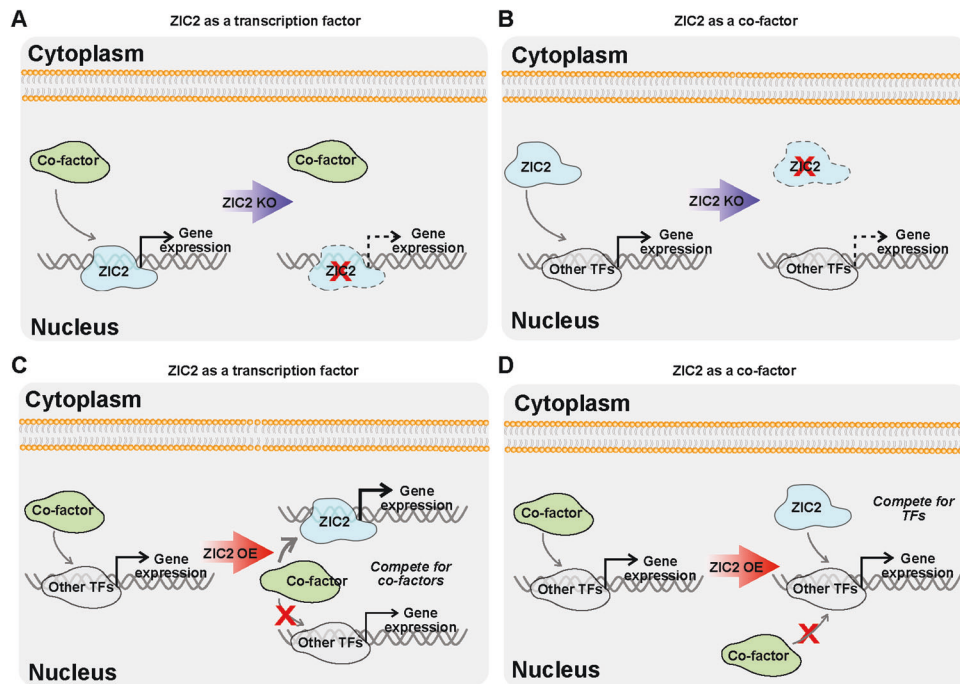 A
ZIC2 as a transcription factor
Cytoplasm
Co-factor
Co-factor
ZIC2 KO
Gene
expression
ZIC2
Gene
expression
ZIC2
Nucleus
B
ZIC2 as a co-factor
Cytoplasm
ZIC2
ZIC2
ZIC2 KO
Gene
expression
Other TFs
Gene
expression
Other TFs
Nucleus
C
ZIC2 as a transcription factor
Cytoplasm
Co-factor
Gene
expression
ZIC2
Gene
expression
Other TFs
ZIC2 OE
Co-factor
Compete for
co-factors
Gene
expression
Other TFs
Nucleus
D
ZIC2 as a co-factor
Cytoplasm
Co-factor
ZIC2
Compete for
TFs
Gene
expression
Other TFs
ZIC2 OE
Gene
expression
Other TFs
Co-factor
Nucleus